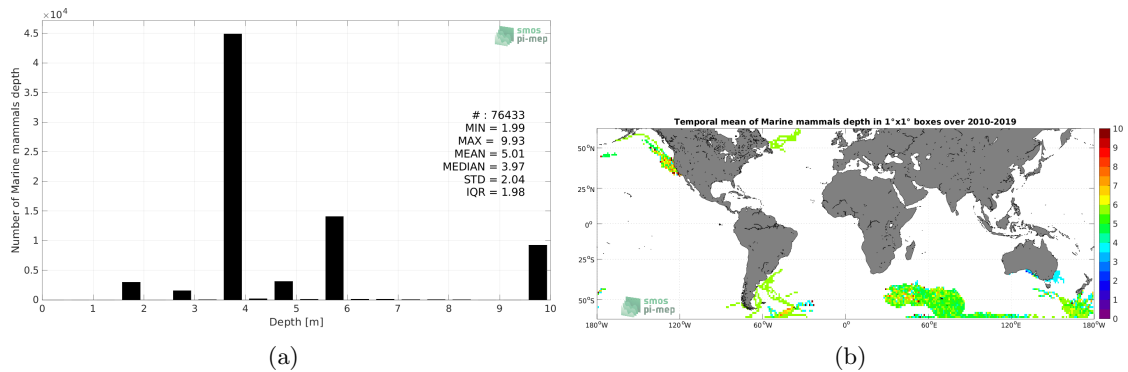 ×10⁴
4.5
4
3.5
3
2.5
2
1.5
1
0.5
0
Number of Marine mammals depth
0 1 2 3 4 5 6 7 8 9 10
Depth [m]
smos
pi-mep
# : 76433
MIN = 1.99
MAX = 9.93
MEAN = 5.01
MEDIAN = 3.97
STD = 2.04
IQR = 1.98
(a)
Temporal mean of Marine mammals depth in 1°x1° boxes over 2010-2019
50°N
25°N
0°
25°S
50°S
180°W 120°W 60°W 0° 60°E 120°E 180°W
smos
pi-mep
10
9
8
7
6
5
4
3
2
1
0
(b)